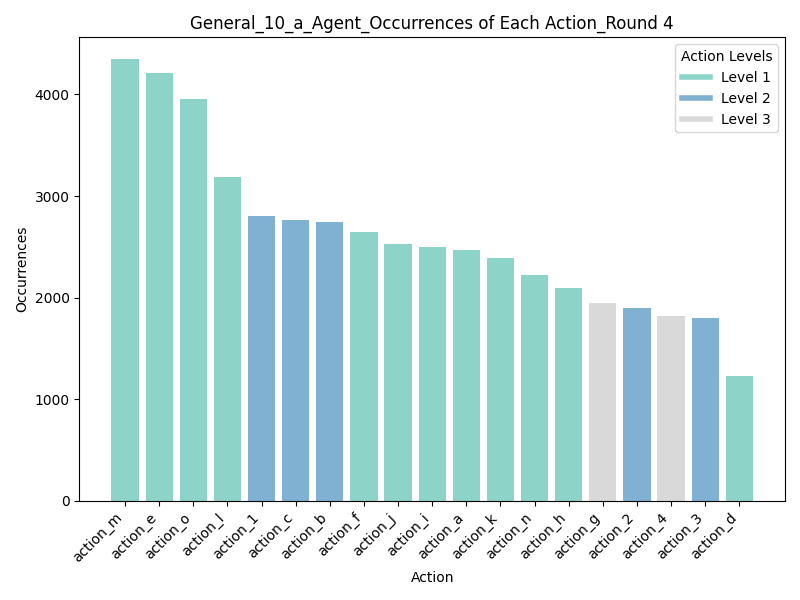 General_10_a_Agent_Occurrences of Each Action_Round 4
Action Levels
Level 1
Level 2
Level 3
Occurrences
4000
3000
2000
1000
0
action_m
action_e
action_o
action_l
action_1
action_c
action_b
action_f
action_j
action_i
action_a
action_k
action_n
action_h
action_g
action_2
action_4
action_3
action_d
Action